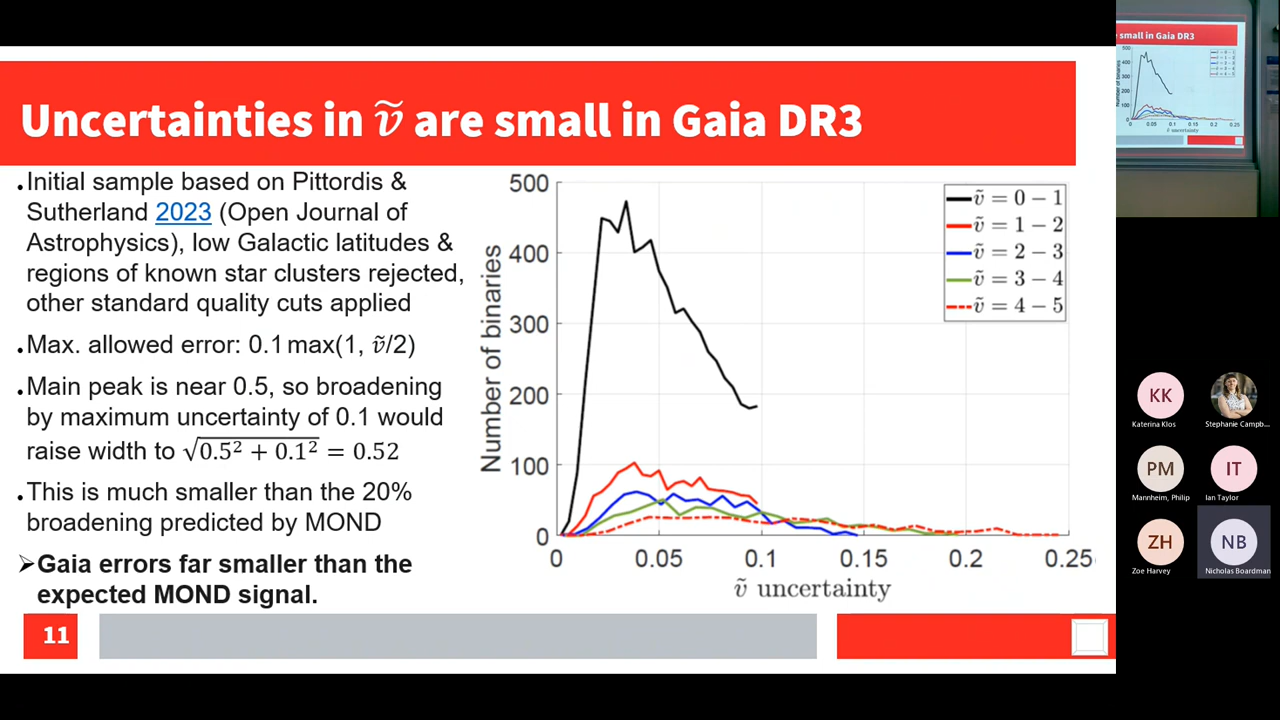 Uncertainties in ṽ are small in Gaia DR3
Initial sample based on Pittordis &
Sutherland 2023 (Open Journal of
Astrophysics), low Galactic latitudes &
regions of known star clusters rejected,
other standard quality cuts applied
Max. allowed error: 0.1 max(1, ṽ/2)
Main peak is near 0.5, so broadening
by maximum uncertainty of 0.1 would
raise width to √0.5² + 0.1² = 0.52
This is much smaller than the 20%
broadening predicted by MOND
➢Gaia errors far smaller than the
expected MOND signal.
11
500
400
300
200
100
0
Number of binaries
0 0.05 0.1 0.15 0.2 0.25
ṽ uncertainty
ṽ = 0 − 1
ṽ = 1 − 2
ṽ = 2 − 3
ṽ = 3 − 4
ṽ = 4 − 5
small in Gaia DR3
KK
Katerina Klos
Stephanie Campb...
PM
Mannheim, Philip
IT
Ian Taylor
ZH
Zoe Harvey
NB
Nicholas Boardman